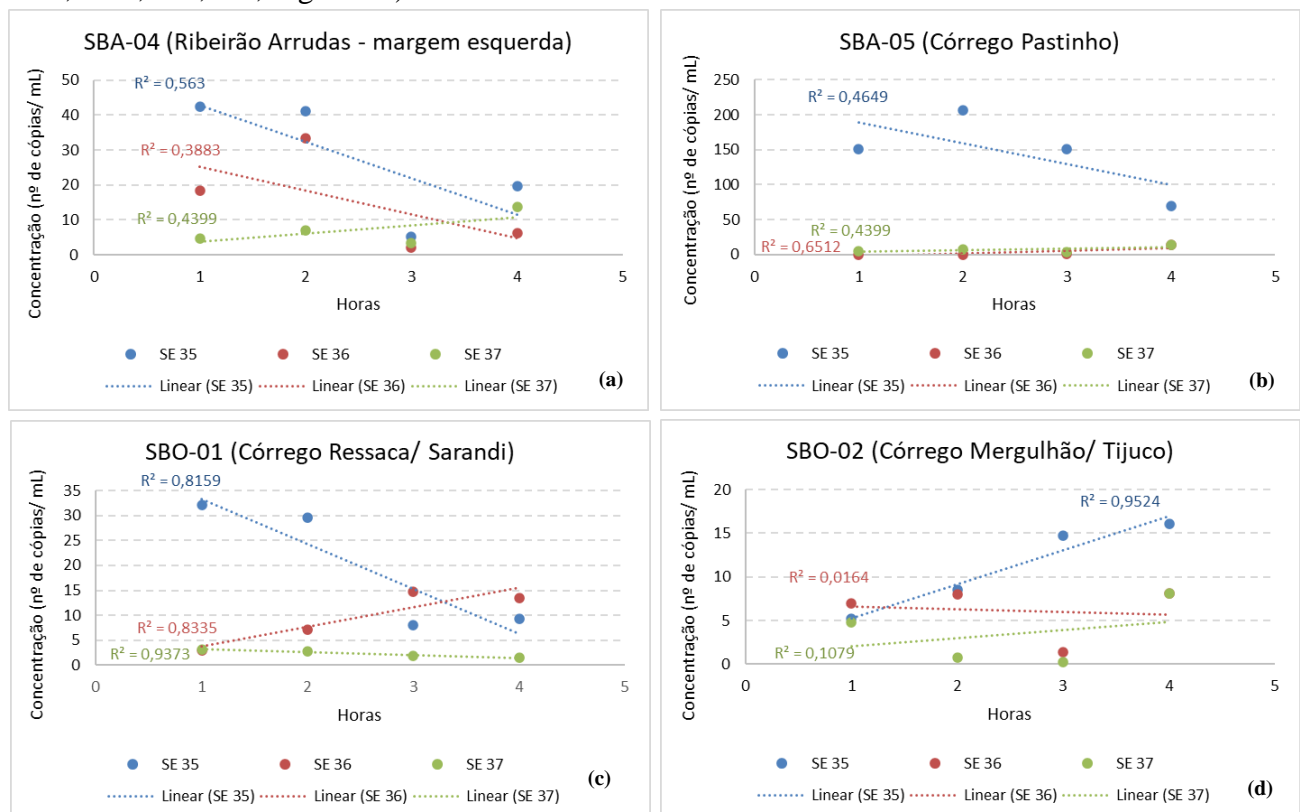 SBA-04 (Ribeirão Arrudas - margem esquerda)
Concentração (nº de cópias/ mL)
50
40
30
20
10
0
R² = 0,563
R² = 0,3883
R² = 0,4399
0 1 2 3 4 5
Horas
SE 35 SE 36 SE 37
Linear (SE 35) Linear (SE 36) Linear (SE 37)
(a)
SBA-05 (Córrego Pastinho)
Concentração (nº de cópias/ mL)
250
200
150
100
50
0
R² = 0,4649
R² = 0,4399
R² = 0,6512
0 1 2 3 4 5
Horas
SE 35 SE 36 SE 37
Linear (SE 35) Linear (SE 36) Linear (SE 37)
(b)
SBO-01 (Córrego Ressaca/ Sarandi)
Concentração (nº de cópias/ mL)
35
30
25
20
15
10
5
0
R² = 0,8159
R² = 0,8335
R² = 0,9373
0 1 2 3 4 5
Horas
SE 35 SE 36 SE 37
Linear (SE 35) Linear (SE 36) Linear (SE 37)
(c)
SBO-02 (Córrego Mergulhão/ Tijuco)
Concentração (nº de cópias/ mL)
20
15
10
5
0
R² = 0,9524
R² = 0,0164
R² = 0,1079
0 1 2 3 4 5
Horas
SE 35 SE 36 SE 37
Linear (SE 35) Linear (SE 36) Linear (SE 37)
(d)